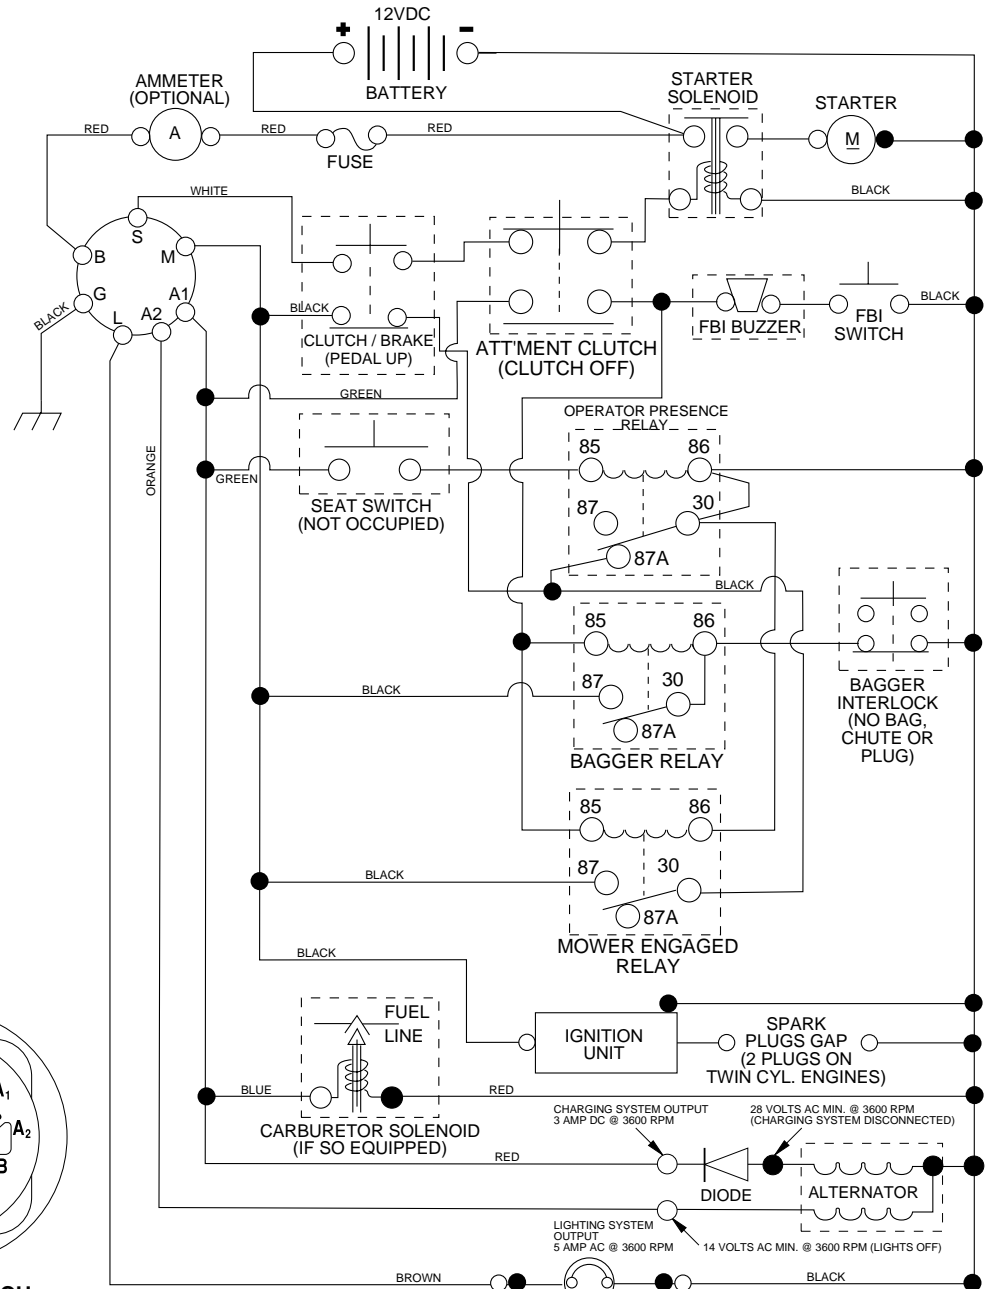 12VDC
+
-
BATTERY
AMMETER
(OPTIONAL)
A
RED
RED
RED
FUSE
STARTER
SOLENOID
STARTER
M
BLACK
WHITE
S
B
M
G
A1
L
A2
BLACK
BLACK
CLUTCH / BRAKE
(PEDAL UP)
ATT'MENT CLUTCH
(CLUTCH OFF)
FBI BUZZER
FBI
SWITCH
BLACK
GREEN
OPERATOR PRESENCE
RELAY
85
86
87
30
87A
ORANGE
GREEN
SEAT SWITCH
(NOT OCCUPIED)
BLACK
85
86
87
30
87A
BLACK
BAGGER RELAY
BAGGER
INTERLOCK
(NO BAG,
CHUTE OR
PLUG)
85
86
87
30
87A
BLACK
MOWER ENGAGED
RELAY
BLACK
FUEL
LINE
IGNITION
UNIT
SPARK
PLUGS GAP
(2 PLUGS ON
TWIN CYL. ENGINES)
BLUE
RED
CARBURETOR SOLENOID
(IF SO EQUIPPED)
CHARGING SYSTEM OUTPUT
3 AMP DC @ 3600 RPM
28 VOLTS AC MIN. @ 3600 RPM
(CHARGING SYSTEM DISCONNECTED)
RED
DIODE
ALTERNATOR
LIGHTING SYSTEM
OUTPUT
5 AMP AC @ 3600 RPM
14 VOLTS AC MIN. @ 3600 RPM (LIGHTS OFF)
BROWN
BLACK
A2